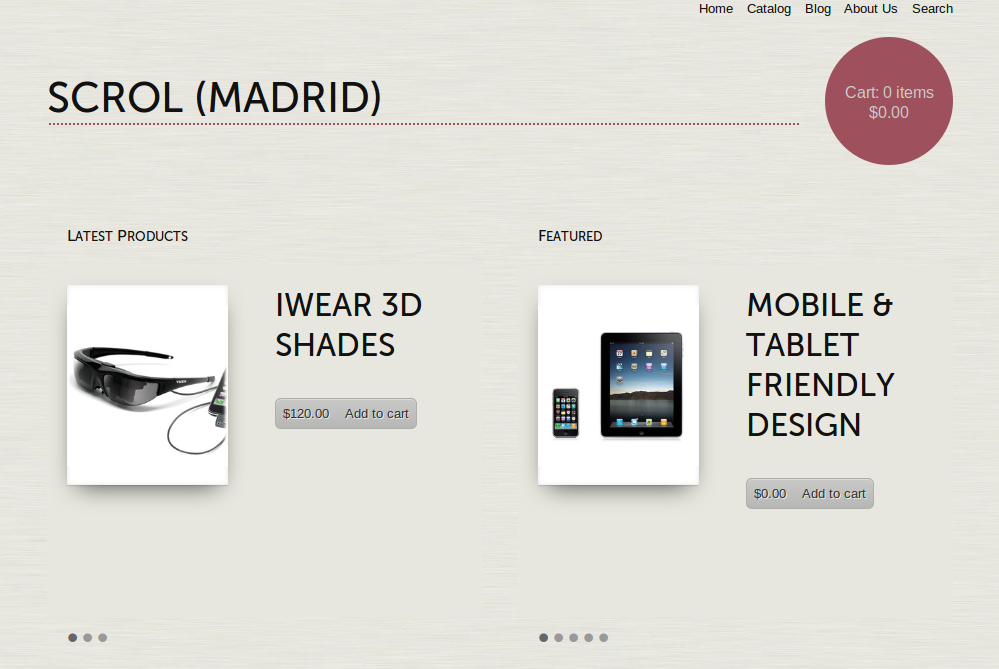 Home Catalog Blog About Us Search
SCROL (MADRID)
Cart: 0 items
$0.00
Latest Products
IWEAR 3D
SHADES
$120.00 Add to cart
Featured
MOBILE &
TABLET
FRIENDLY
DESIGN
$0.00 Add to cart